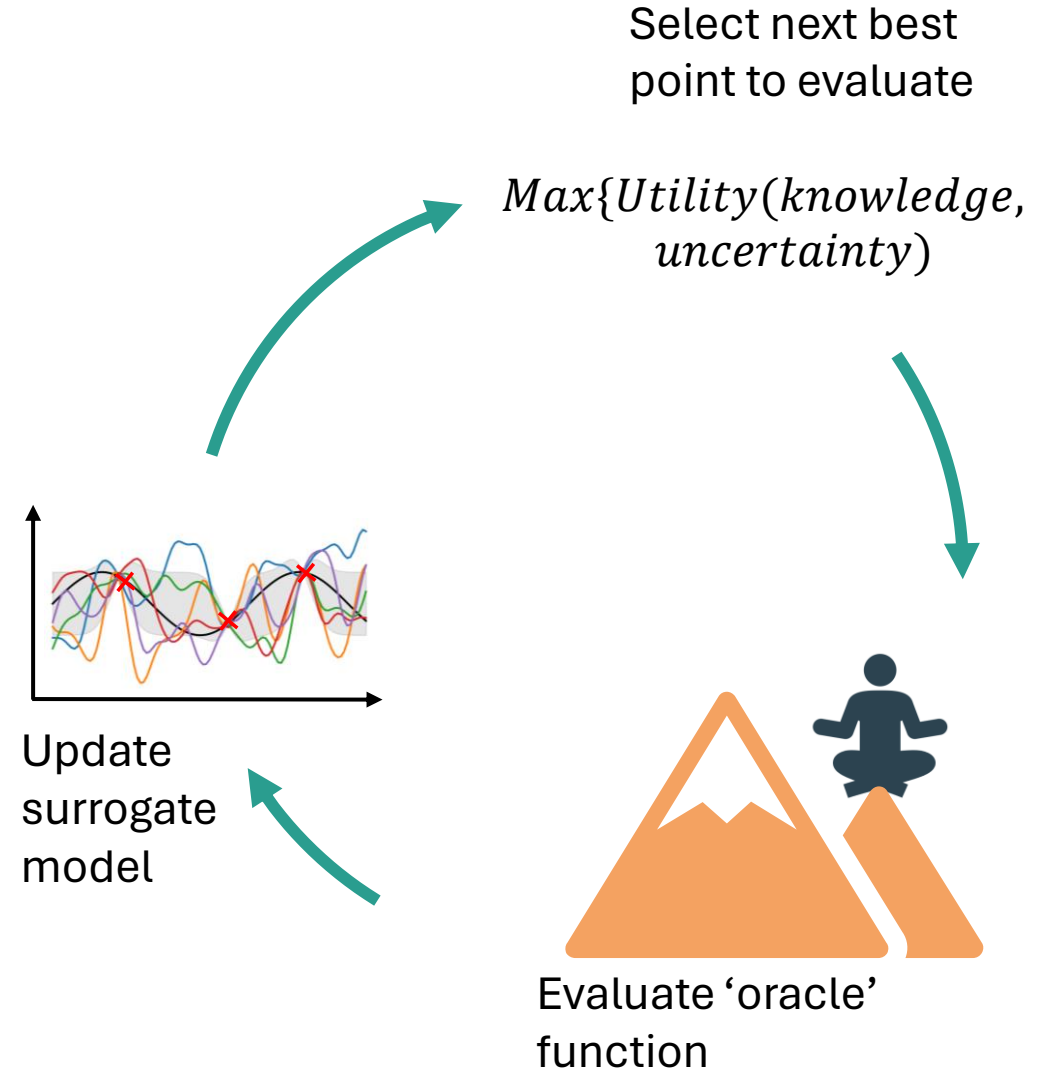 Select next best
point to evaluate
Max{Utility(knowledge,
uncertainty)
Update
surrogate
model
Evaluate ‘oracle’
function